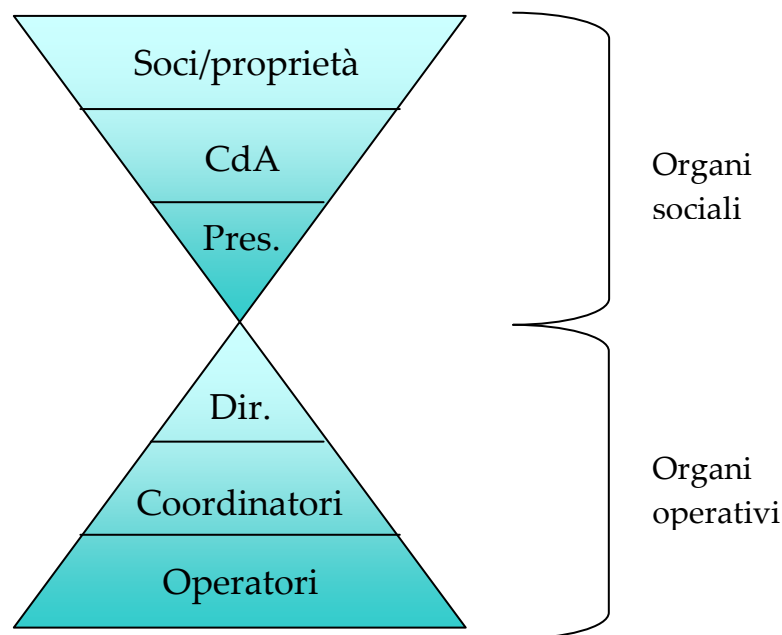 Soci/proprietà
CdA
Pres.
Organi
sociali
Dir.
Coordinatori
Operatori
Organi
operativi